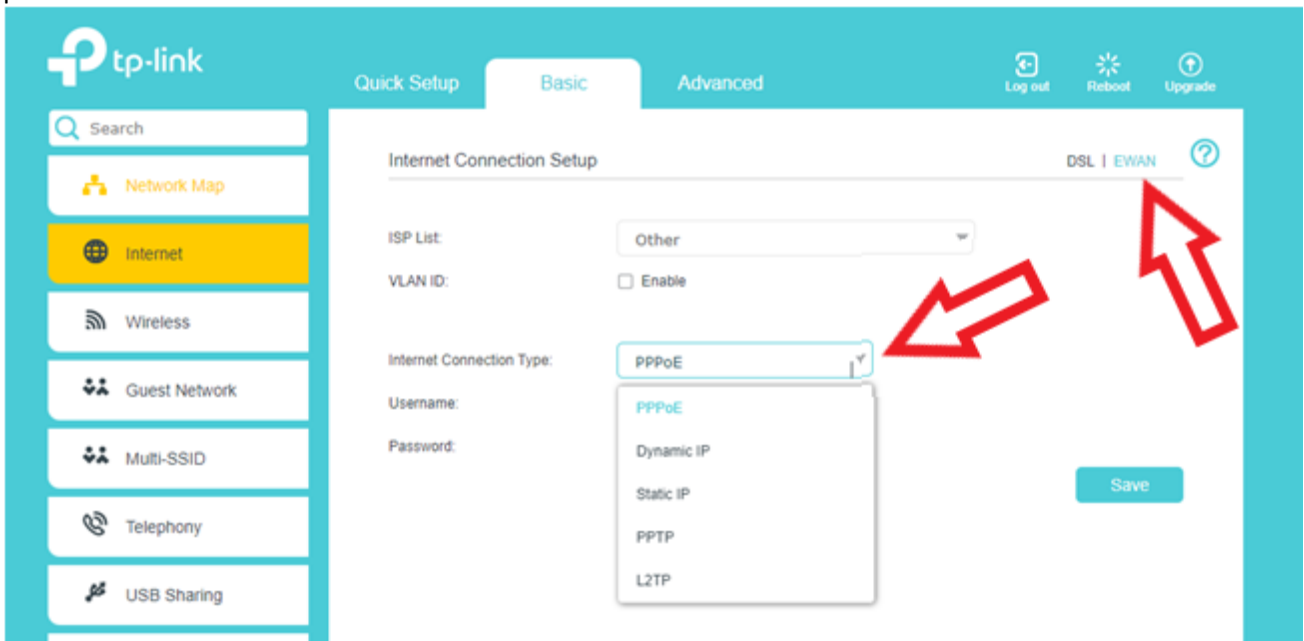 tp-link
Quick Setup Basic Advanced Log out Reboot Upgrade
Search
Internet Connection Setup DSL | EWAN ?
Network Map
ISP List: Other
Internet
VLAN ID: Enable
Wireless
Internet Connection Type: PPPoE
Guest Network
Username: PPPoE
Password: Dynamic IP
Multi-SSID
Static IP Save
Telephony
PPTP
L2TP
USB Sharing